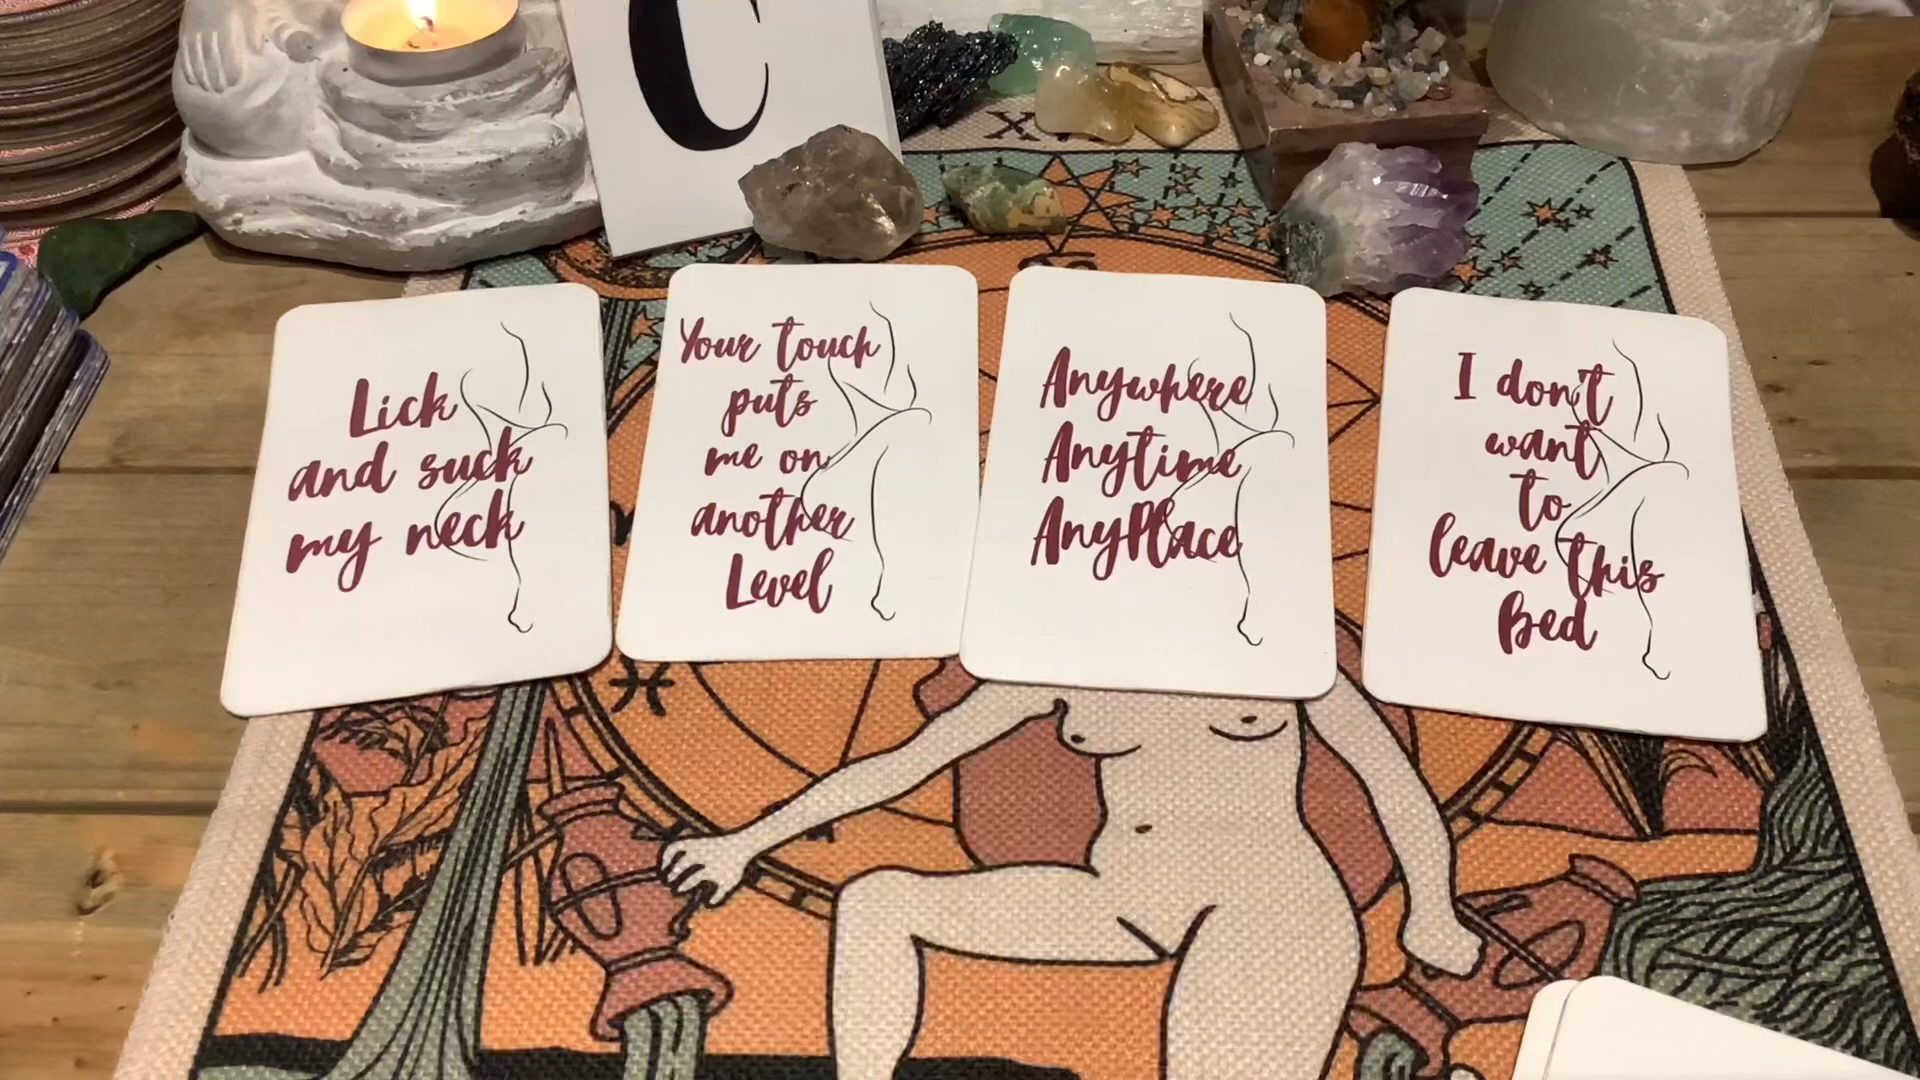 C
X
Lick
and suck
my neck
Your touch
puts
me on
another
Level
Anywhere
Anytime
AnyPlace
I don't
want
to
leave this
Bed